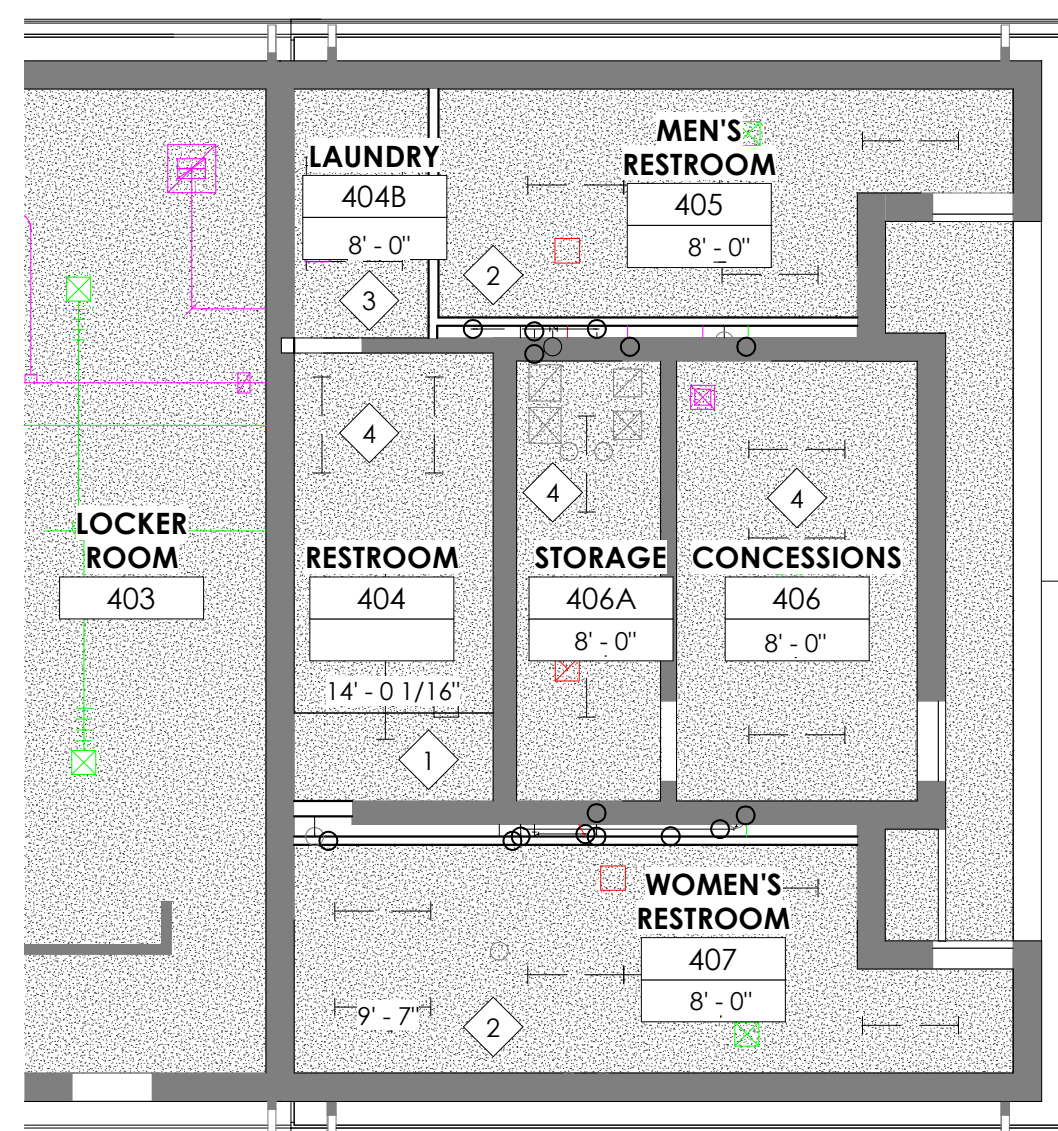 MEN'S
RESTROOM
405
8' - 0"
LAUNDRY
404B
8' - 0"
2
3
4
4
4
LOCKER
ROOM
403
RESTROOM
404
14' - 0 1/16"
STORAGE
406A
8' - 0"
CONCESSIONS
406
8' - 0"
1
WOMEN'S
RESTROOM
407
8' - 0"
9' - 7"
2